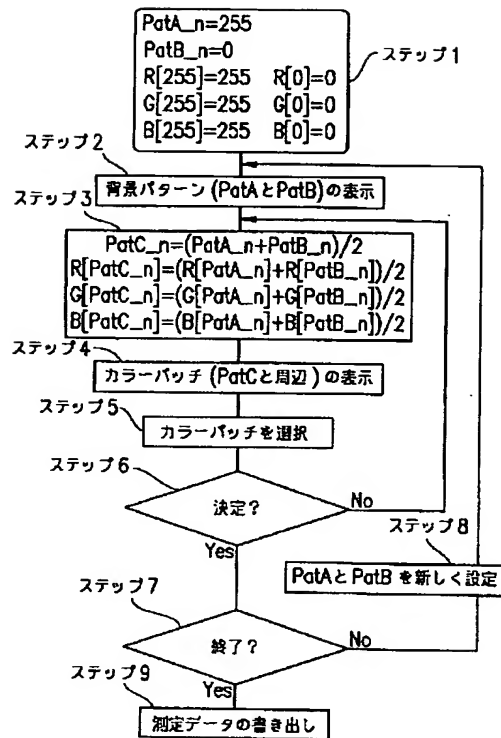 PatA_n=255
PatB_n=0
R[255]=255 R[0]=0
G[255]=255 G[0]=0
B[255]=255 B[0]=0
ステップ1
ステップ2
背景パターン(PatAとPatB)の表示
ステップ3
PatC_n=(PatA_n+PatB_n)/2
R[PatC_n]=(R[PatA_n]+R[PatB_n])/2
G[PatC_n]=(G[PatA_n]+G[PatB_n])/2
B[PatC_n]=(B[PatA_n]+B[PatB_n])/2
ステップ4
カラーパッチ(PatCと周辺)の表示
ステップ5
カラーパッチを選択
ステップ6
決定?
No
Yes
ステップ8
PatAとPatBを新しく設定
ステップ7
終了?
No
Yes
ステップ9
測定データの書き出し